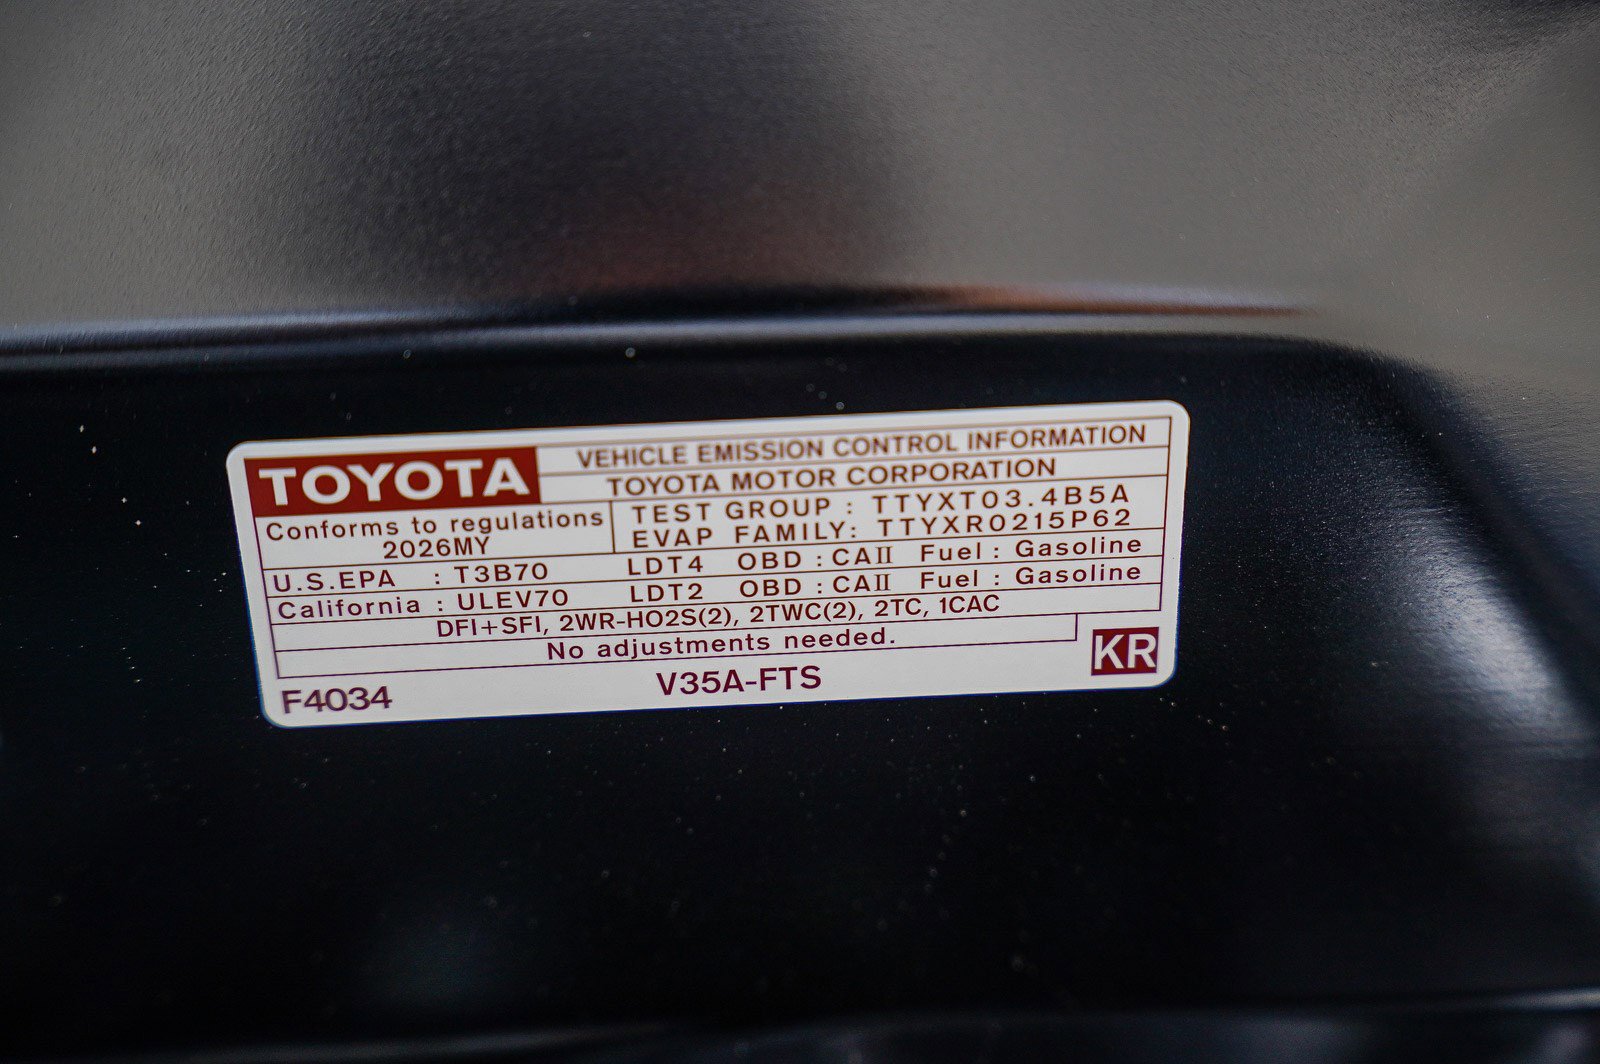 TOYOTA
VEHICLE EMISSION CONTROL INFORMATION
TOYOTA MOTOR CORPORATION
Conforms to regulations
2026MY
TEST GROUP : TTYXT03.4B5A
EVAP FAMILY: TTYXR0215P62
U.S.EPA : T3B70 LDT4 OBD : CAII Fuel : Gasoline
California : ULEV70 LDT2 OBD : CAII Fuel : Gasoline
DFI+SFI, 2WR-HO2S(2), 2TWC(2), 2TC, 1CAC
No adjustments needed.
KR
F4034
V35A-FTS